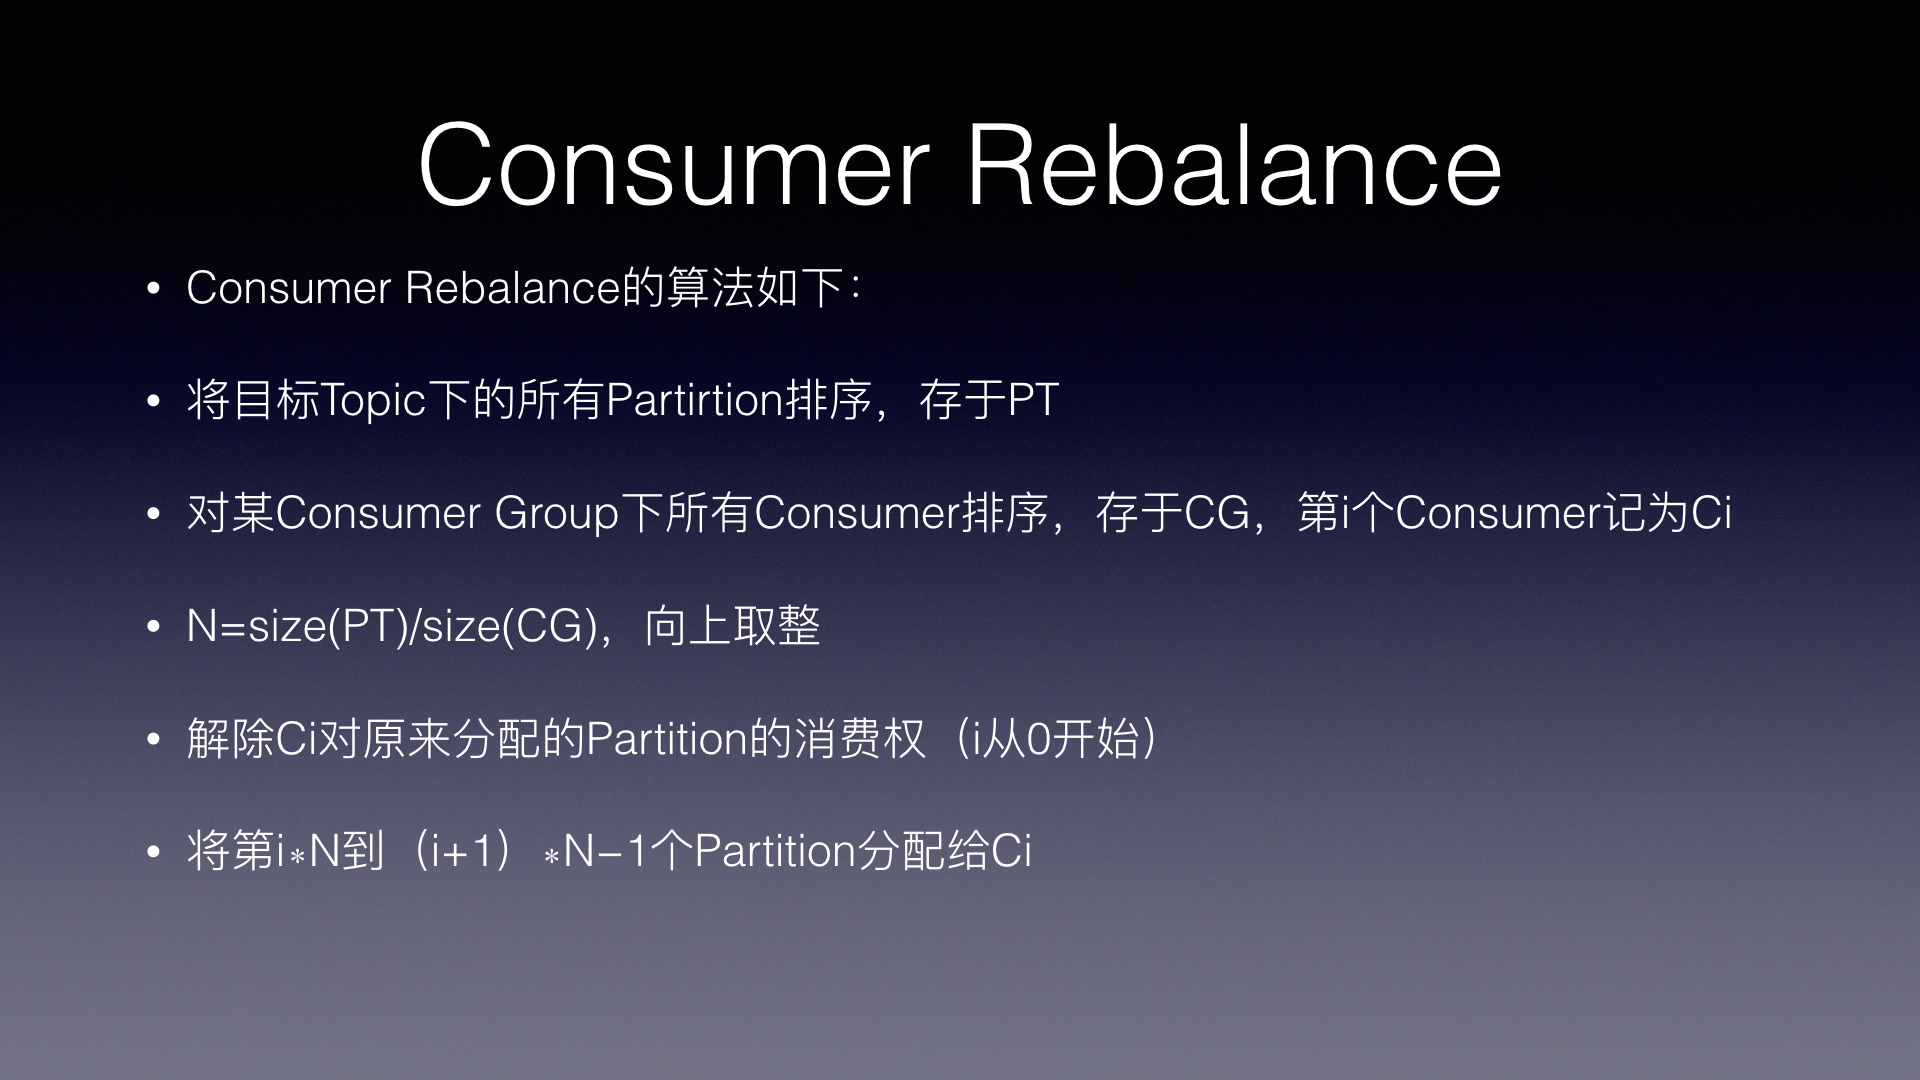 Consumer Rebalance
• Consumer Rebalance的算法如下：
• 将目标Topic下的所有Partirtion排序，存于PT
• 对某Consumer Group下所有Consumer排序，存于CG，第i个Consumer记为Ci
• N=size(PT)/size(CG)，向上取整
• 解除Ci对原来分配的Partition的消费权（i从0开始）
• 将第i*N到（i+1）*N–1个Partition分配给Ci